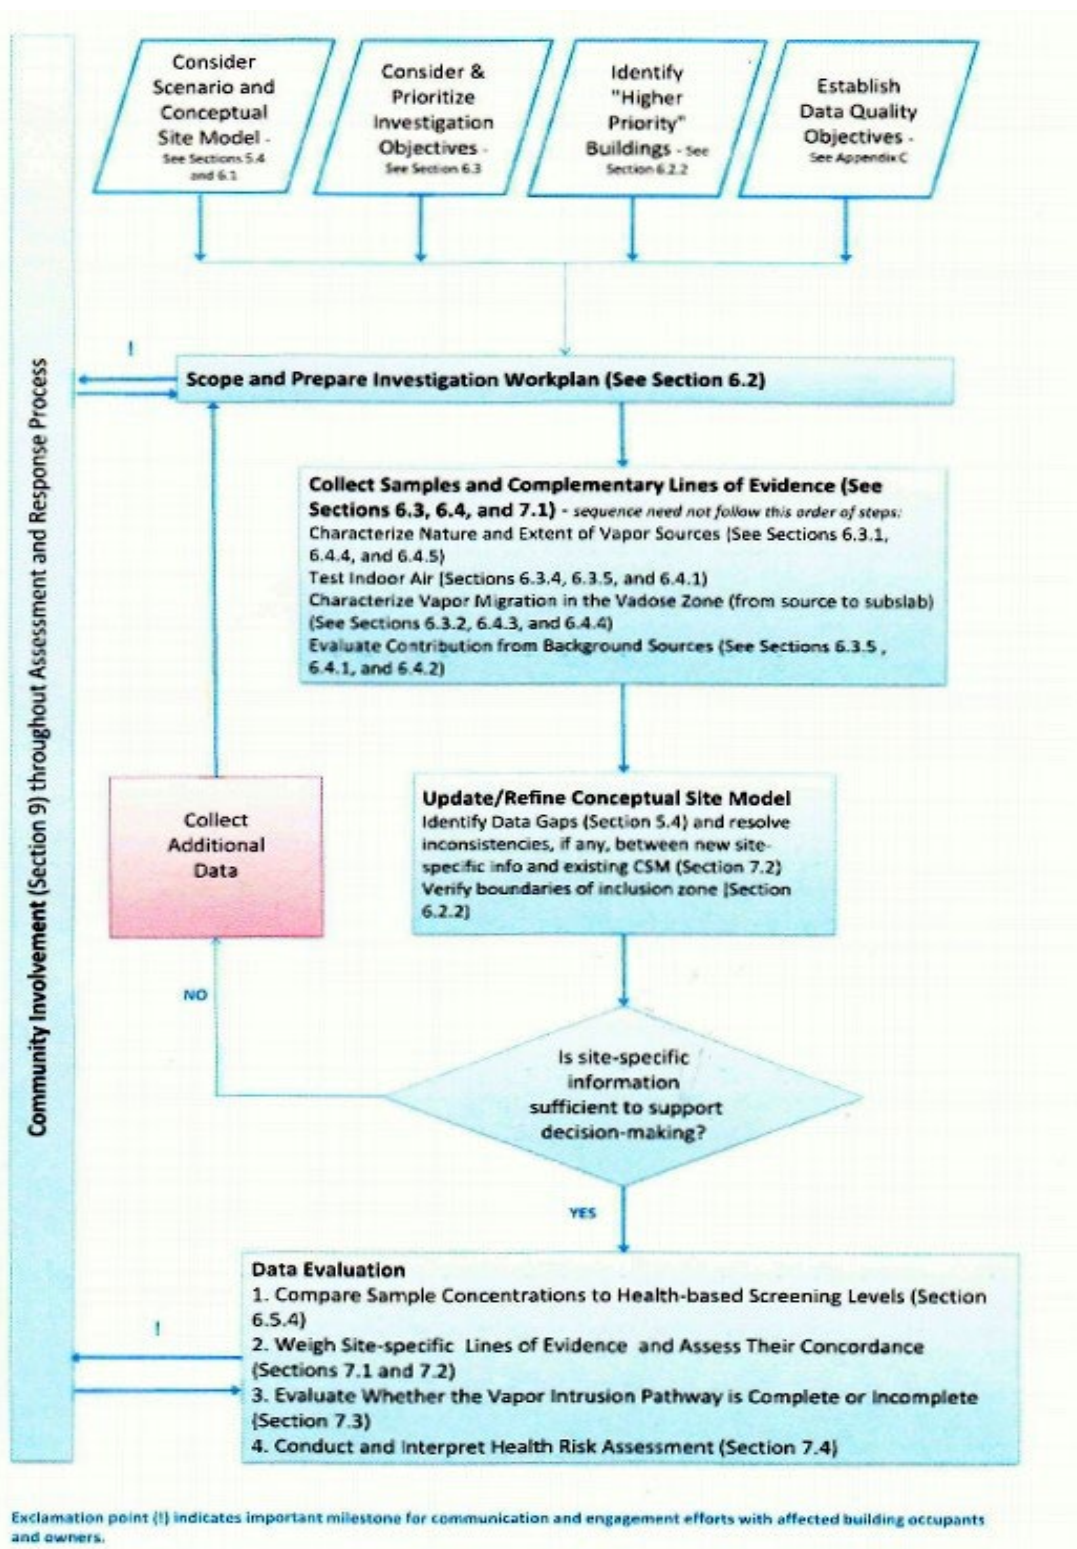 Consider
Scenario and
Conceptual
Site Model -
See Sections 5.4
and 6.1
Consider &
Prioritize
Investigation
Objectives -
See Section 6.3
Identify
"Higher
Priority"
Buildings - See
Section 6.2.2
Establish
Data Quality
Objectives -
See Appendix C
!
Scope and Prepare Investigation Workplan (See Section 6.2)
Collect Samples and Complementary Lines of Evidence (See
Sections 6.3, 6.4, and 7.1) - sequence need not follow this order of steps:
Characterize Nature and Extent of Vapor Sources (See Sections 6.3.1,
6.4.4, and 6.4.5)
Test Indoor Air (Sections 6.3.4, 6.3.5, and 6.4.1)
Characterize Vapor Migration in the Vadose Zone (from source to subslab)
(See Sections 6.3.2, 6.4.3, and 6.4.4)
Evaluate Contribution from Background Sources (See Sections 6.3.5 ,
6.4.1, and 6.4.2)
Community Involvement (Section 9) throughout Assessment and Response Process
Collect
Additional
Data
Update/Refine Conceptual Site Model
Identify Data Gaps (Section 5.4) and resolve
inconsistencies, if any, between new site-
specific info and existing CSM (Section 7.2)
Verify boundaries of inclusion zone (Section
6.2.2)
NO
Is site-specific
information
sufficient to support
decision-making?
YES
Data Evaluation
1. Compare Sample Concentrations to Health-based Screening Levels (Section
6.5.4)
2. Weigh Site-specific Lines of Evidence and Assess Their Concordance
(Sections 7.1 and 7.2)
3. Evaluate Whether the Vapor Intrusion Pathway is Complete or Incomplete
(Section 7.3)
4. Conduct and Interpret Health Risk Assessment (Section 7.4)
!
Exclamation point (!) indicates important milestone for communication and engagement efforts with affected building occupants
and owners.